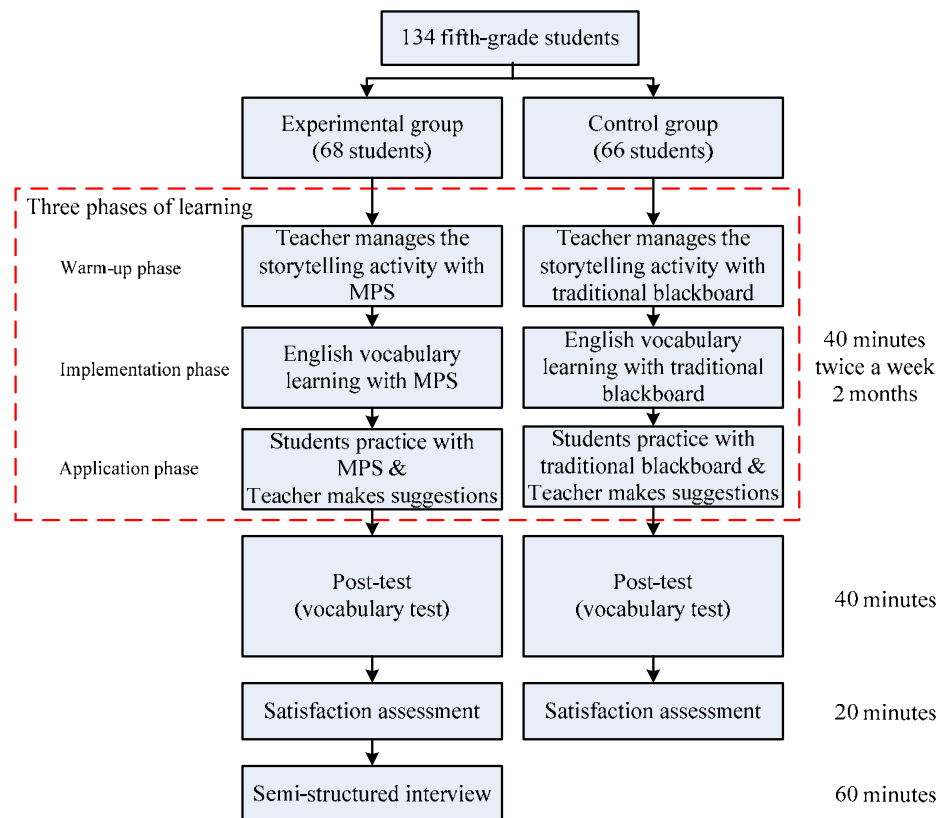 134 fifth-grade students
Experimental group
(68 students)
Control group
(66 students)
Three phases of learning
Warm-up phase
Teacher manages the
storytelling activity with
MPS
Teacher manages the
storytelling activity with
traditional blackboard
Implementation phase
English vocabulary
learning with MPS
English vocabulary
learning with traditional
blackboard
40 minutes
twice a week
2 months
Application phase
Students practice with
MPS &
Teacher makes suggestions
Students practice with
traditional blackboard &
Teacher makes suggestions
Post-test
(vocabulary test)
Post-test
(vocabulary test)
40 minutes
Satisfaction assessment
Satisfaction assessment
20 minutes
Semi-structured interview
60 minutes